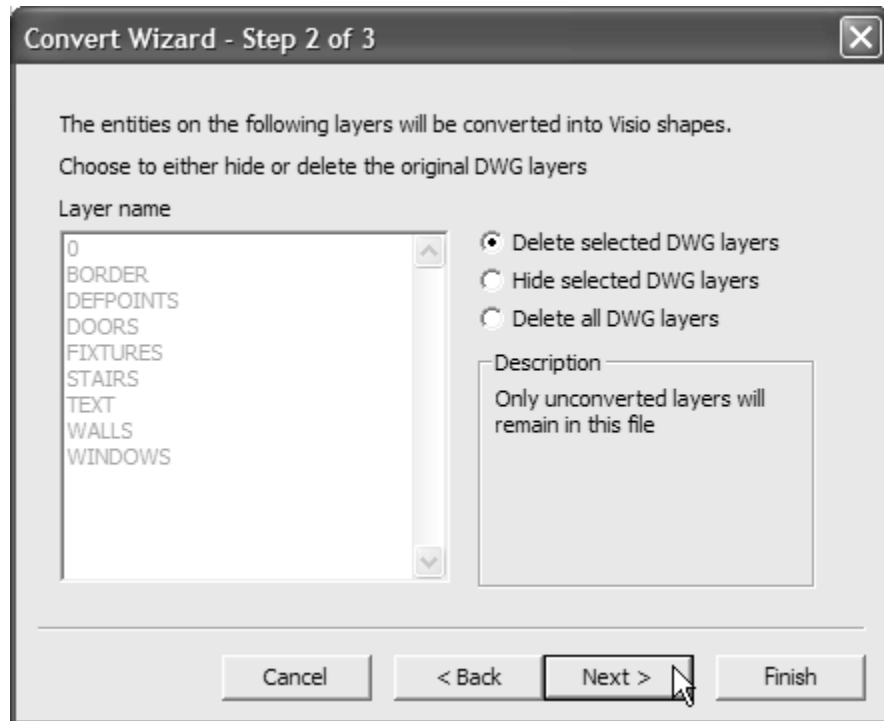 Convert Wizard - Step 2 of 3
The entities on the following layers will be converted into Visio shapes.
Choose to either hide or delete the original DWG layers
Layer name
0
BORDER
DEFPOINTS
DOORS
FIXTURES
STAIRS
TEXT
WALLS
WINDOWS
Delete selected DWG layers
Hide selected DWG layers
Delete all DWG layers
Description
Only unconverted layers will
remain in this file
Cancel
< Back
Next >
Finish